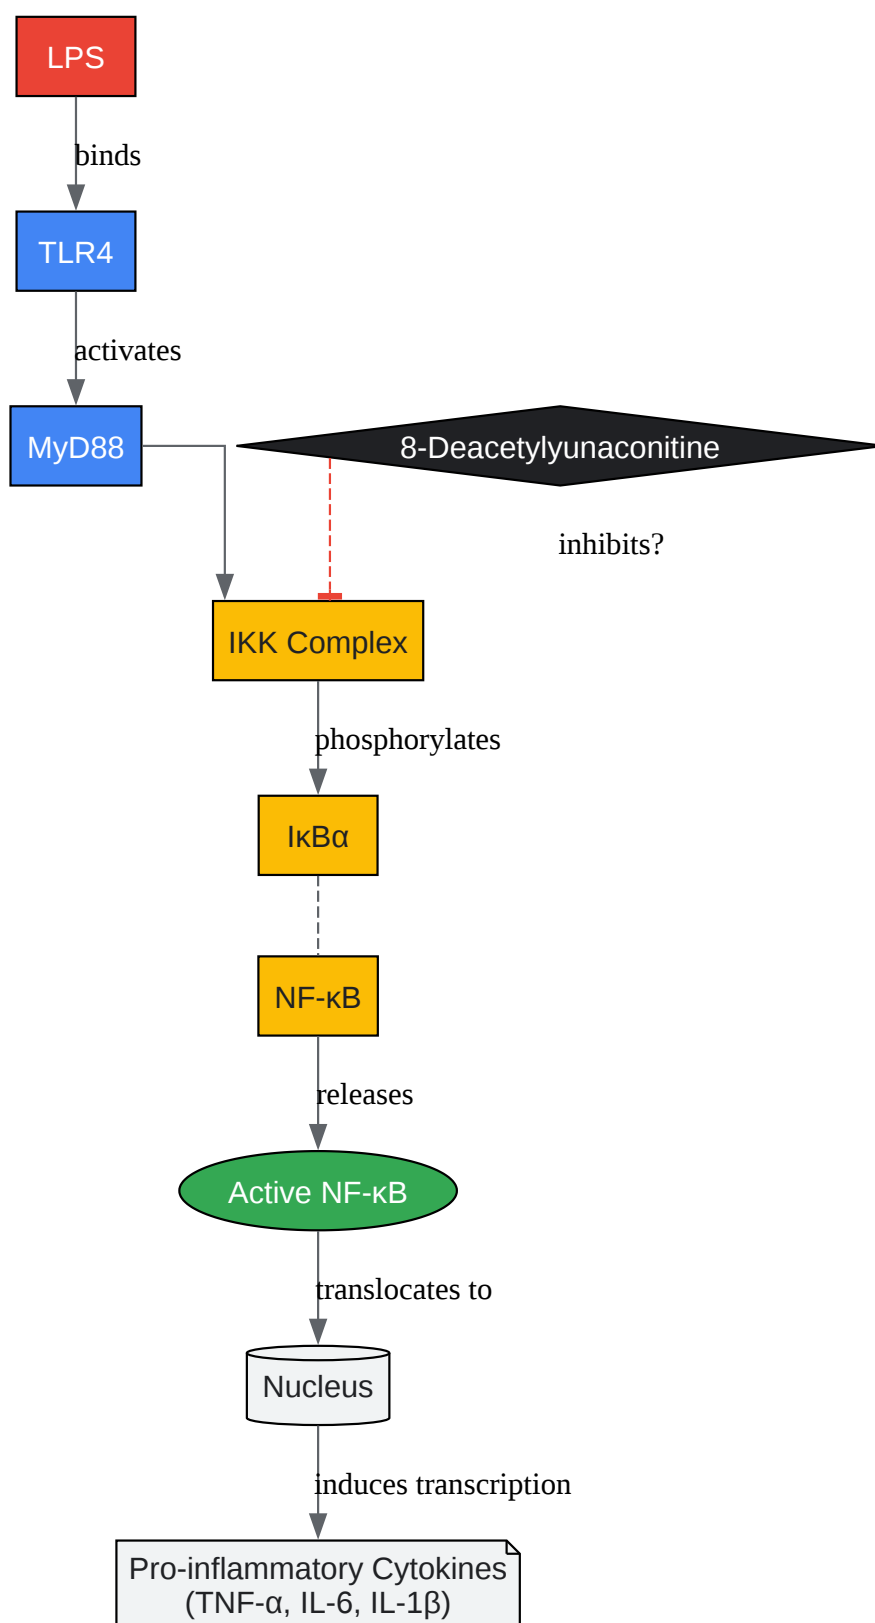 LPS
binds
TLR4
activates
MyD88
8-Deacetylyunaconitine
inhibits?
IKK Complex
phosphorylates
IκBα
NF-κB
releases
Active NF-κB
translocates to
Nucleus
induces transcription
Pro-inflammatory Cytokines
(TNF-α, IL-6, IL-1β)